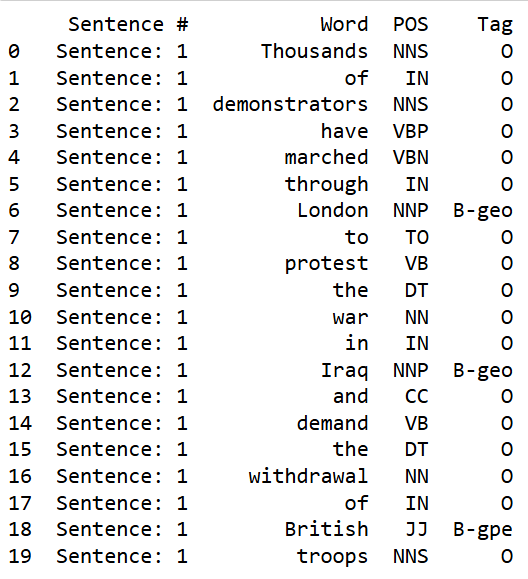 Sentence # Word POS Tag
0 Sentence: 1 Thousands NNS O
1 Sentence: 1 of IN O
2 Sentence: 1 demonstrators NNS O
3 Sentence: 1 have VBP O
4 Sentence: 1 marched VBN O
5 Sentence: 1 through IN O
6 Sentence: 1 London NNP B-geo
7 Sentence: 1 to TO O
8 Sentence: 1 protest VB O
9 Sentence: 1 the DT O
10 Sentence: 1 war NN O
11 Sentence: 1 in IN O
12 Sentence: 1 Iraq NNP B-geo
13 Sentence: 1 and CC O
14 Sentence: 1 demand VB O
15 Sentence: 1 the DT O
16 Sentence: 1 withdrawal NN O
17 Sentence: 1 of IN O
18 Sentence: 1 British JJ B-gpe
19 Sentence: 1 troops NNS O